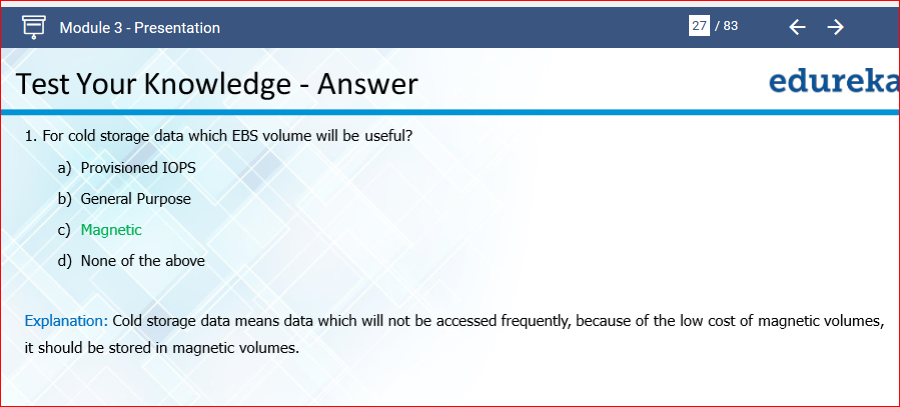 Module 3 - Presentation
27 / 83
Test Your Knowledge - Answer
edureka
1. For cold storage data which EBS volume will be useful?
a) Provisioned IOPS
b) General Purpose
c) Magnetic
d) None of the above
Explanation: Cold storage data means data which will not be accessed frequently, because of the low cost of magnetic volumes,
it should be stored in magnetic volumes.